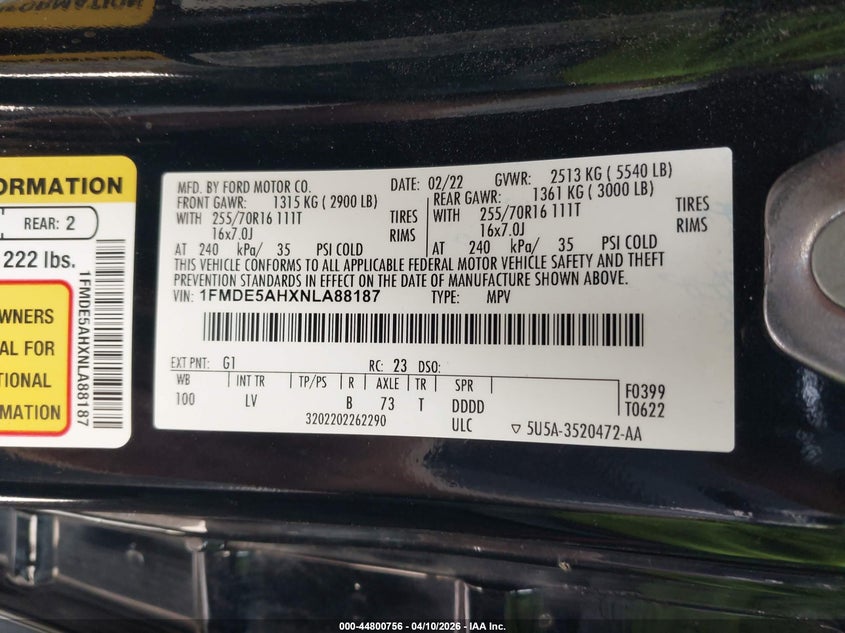 ORMATION
REAR: 2
222 lbs.
WNERS
AL FOR
TIONAL
MATION
1FMDE5AHXNLA88187
MFD. BY FORD MOTOR CO. DATE: 02/22 GVWR: 2513 KG ( 5540 LB)
FRONT GAWR: 1315 KG ( 2900 LB) REAR GAWR: 1361 KG ( 3000 LB)
WITH 255/70R16 111T TIRES WITH 255/70R16 111T TIRES
16x7.0J RIMS 16x7.0J RIMS
AT 240 kPa/ 35 PSI COLD AT 240 kPa/ 35 PSI COLD
THIS VEHICLE CONFORMS TO ALL APPLICABLE FEDERAL MOTOR VEHICLE SAFETY AND THEFT
PREVENTION STANDARDS IN EFFECT ON THE DATE OF MANUFACTURE SHOWN ABOVE.
VIN: 1FMDE5AHXNLA88187 TYPE: MPV
EXT PNT: G1 RC: 23 DSO:
WB INT TR TP/PS R AXLE TR SPR F0399
100 LV B 73 T DDDD T0622
3202202262290 ULC ▽ 5U5A-3520472-AA
000-44800756 - 04/10/2026 - IAA Inc.